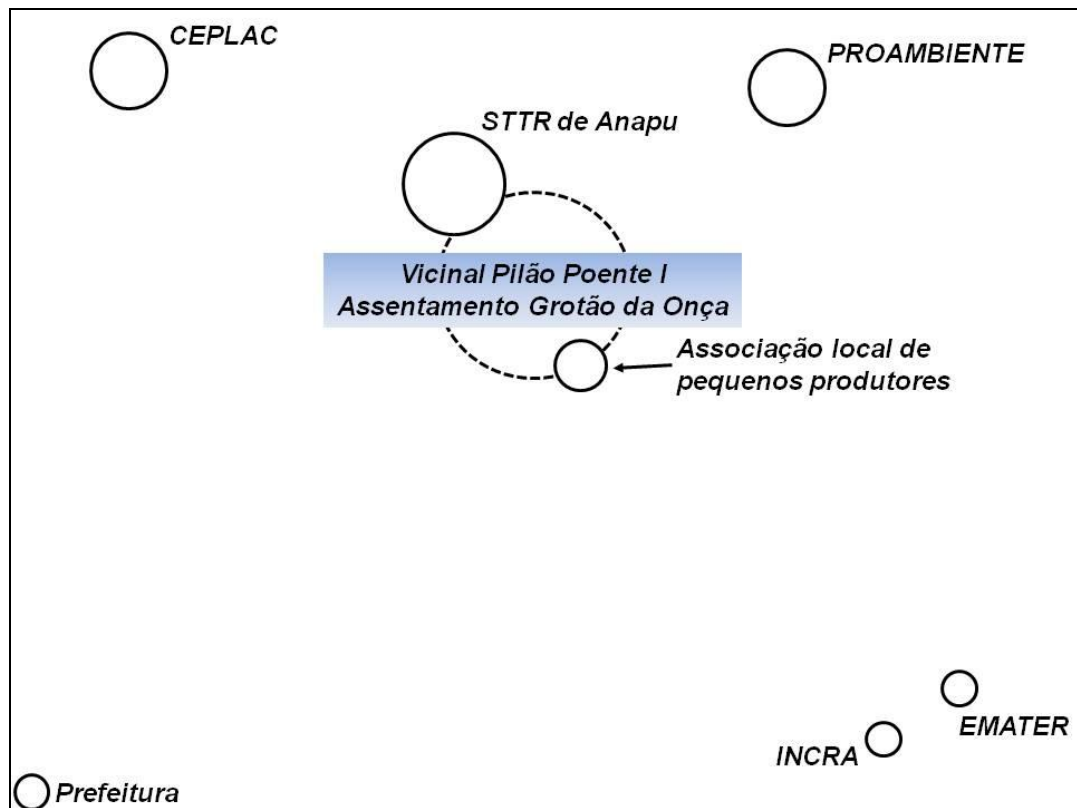 CEPLAC
PROAMBIENTE
STTR de Anapu
Vicinal Pilão Poente I
Assentamento Grotão da Onça
Associação local de
pequenos produtores
EMATER
INCRA
Prefeitura